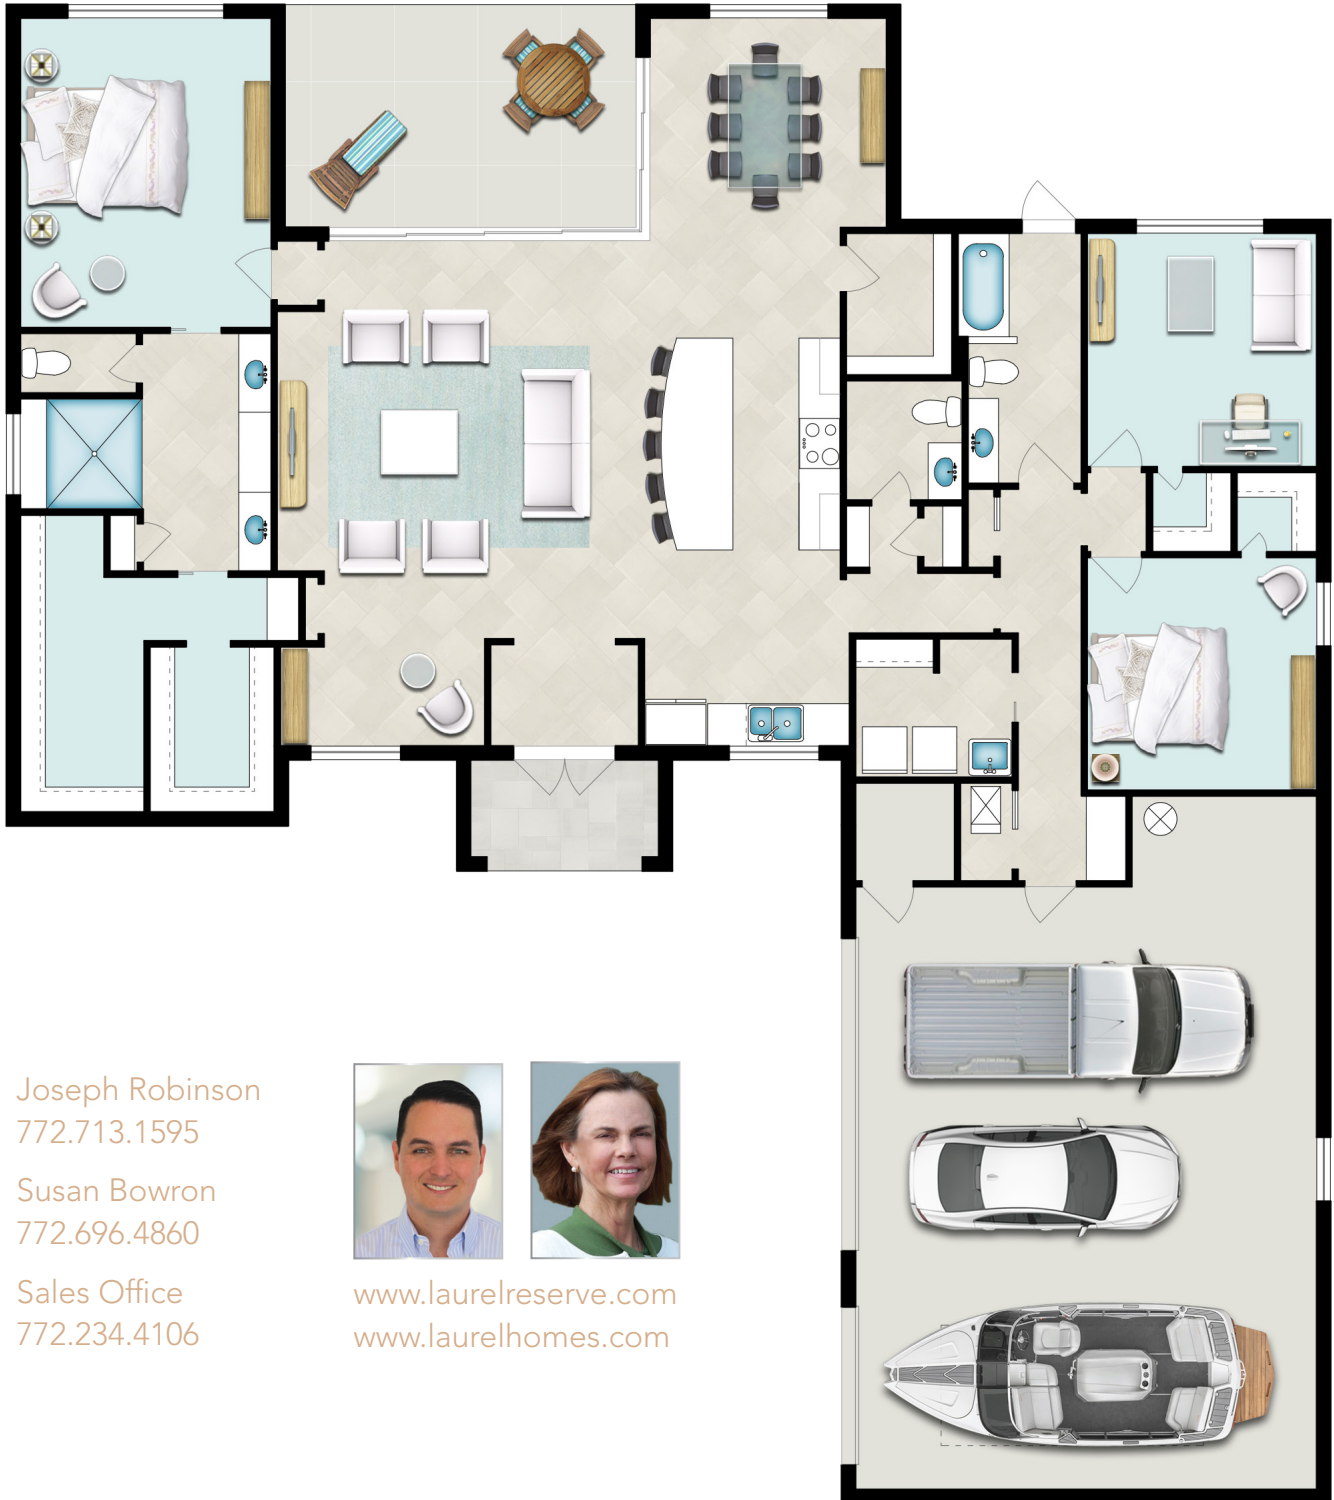 Joseph Robinson
772.713.1595
Susan Bowron
772.696.4860
Sales Office
772.234.4106
www.laurelreserve.com
www.laurelhomes.com